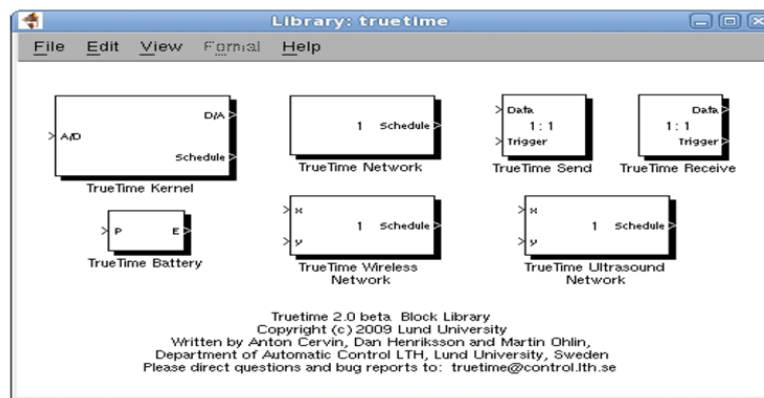 Library: truetime
File Edit View Format Help
A/D
D/A
Schedule
TrueTime Kernel
1 Schedule
TrueTime Network
Data
1 : 1
Trigger
TrueTime Send
Data
1 : 1
Trigger
TrueTime Receive
P E
TrueTime Battery
x
1 Schedule
y
TrueTime Wireless
Network
x
1 Schedule
y
TrueTime Ultrasound
Network
Truetime 2.0 beta Block Library
Copyright (c) 2009 Lund University
Written by Anton Cervin, Dan Henriksson and Martin Ohlin,
Department of Automatic Control LTH, Lund University, Sweden
Please direct questions and bug reports to: truetime@control.lth.se